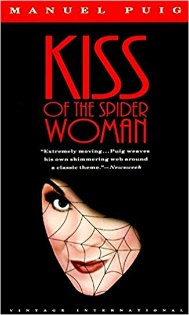 MANUEL PUIG
KISS
OF THE SPIDER
WOMAN
"Extremely moving... Puig weaves
his own shimmering web around
a classic theme."—Newsweek
VINTAGE INTERNATIONAL